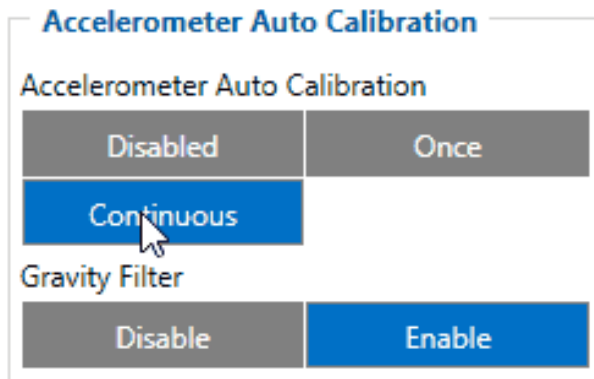 Accelerometer Auto Calibration
Accelerometer Auto Calibration
Disabled Once
Continuous
Gravity Filter
Disable Enable